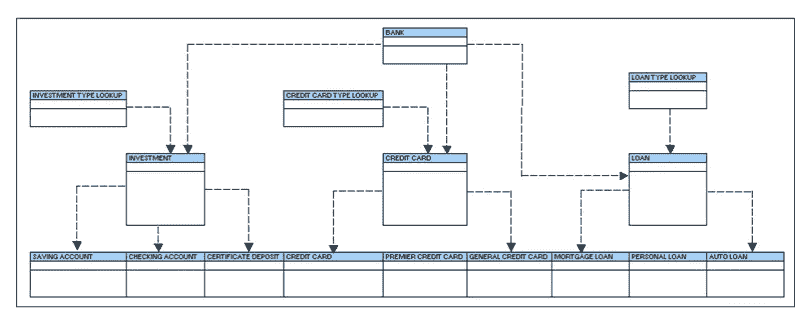 BANK
LOAN TYPE LOOKUP
INVESTMENT TYPE LOOKUP
CREDIT CARD TYPE LOOKUP
INVESTMENT
CREDIT CARD
LOAN
SAVING ACCOUNT
CHECKING ACCOUNT
CERTIFICATE DEPOSIT
CREDIT CARD
PREMIER CREDIT CARD
GENERAL CREDIT CARD
MORTGAGE LOAN
PERSONAL LOAN
AUTO LOAN